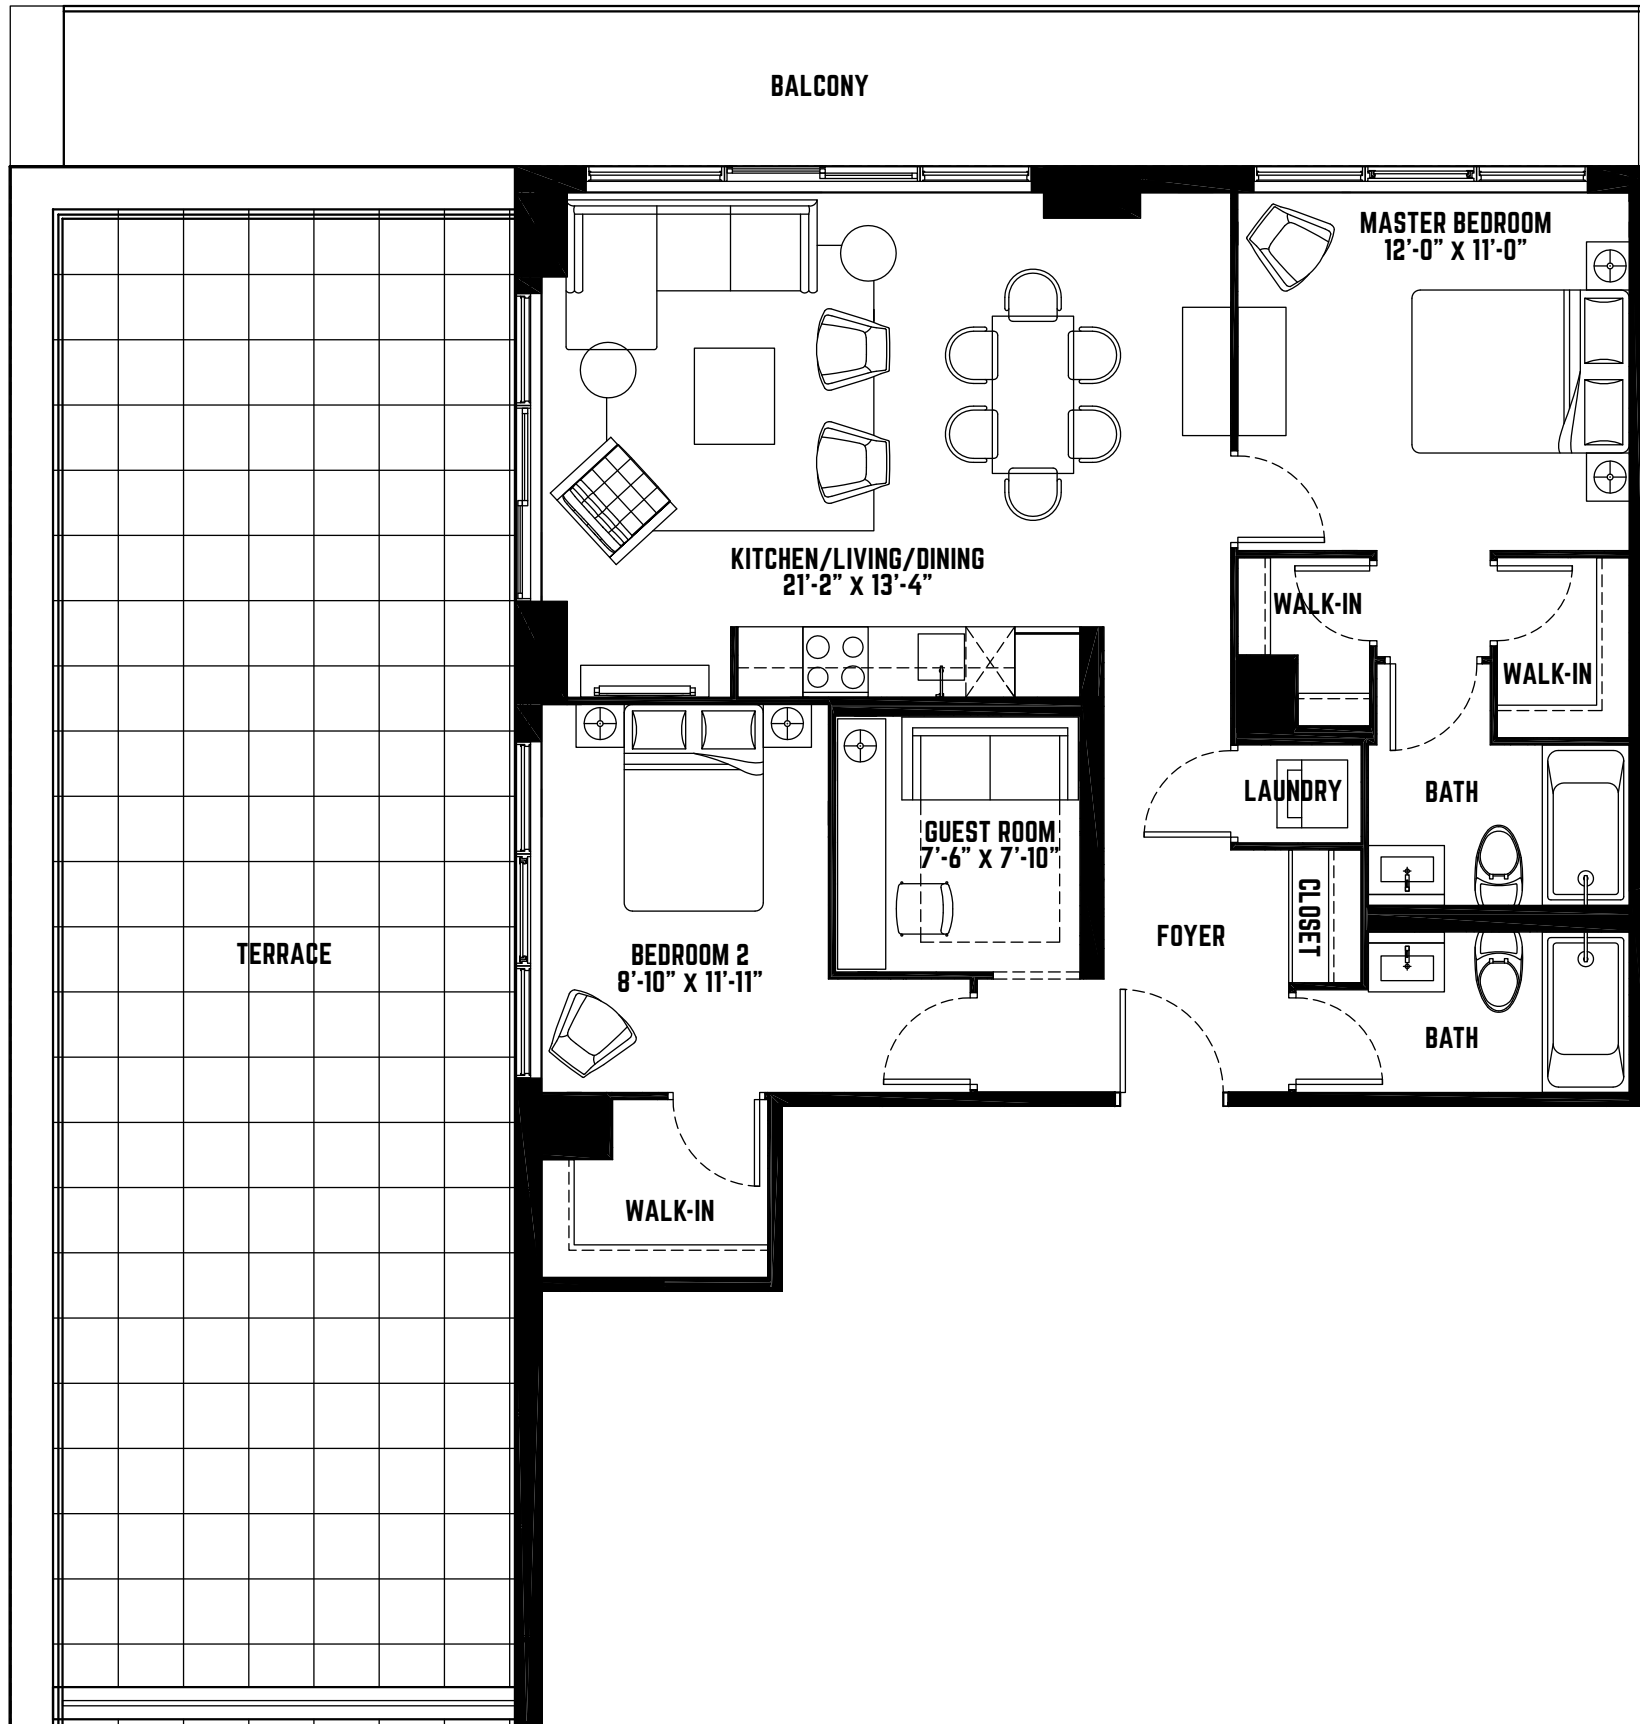 BALCONY
MASTER BEDROOM
12'-0" X 11'-0"
KITCHEN/LIVING/DINING
21'-2" X 13'-4"
WALK-IN
WALK-IN
LAUNDRY
BATH
GUEST ROOM
7'-6" X 7'-10"
CLOSET
FOYER
TERRACE
BEDROOM 2
8'-10" X 11'-11"
BATH
WALK-IN